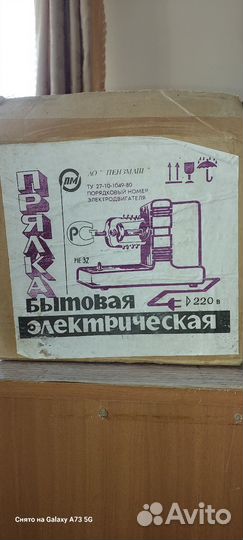 ПМ
АО "ПЕНЗМАШ"
ТУ 27-10-1049-80
ПОРЯДКОВЫЙ НОМЕР
ЭЛЕКТРОДВИГАТЕЛЯ
ПРЯЛКА
Р
БЫТОВАЯ
ЭЛЕКТРИЧЕСКАЯ
220 в
Снято на Galaxy A73 5G
Avito